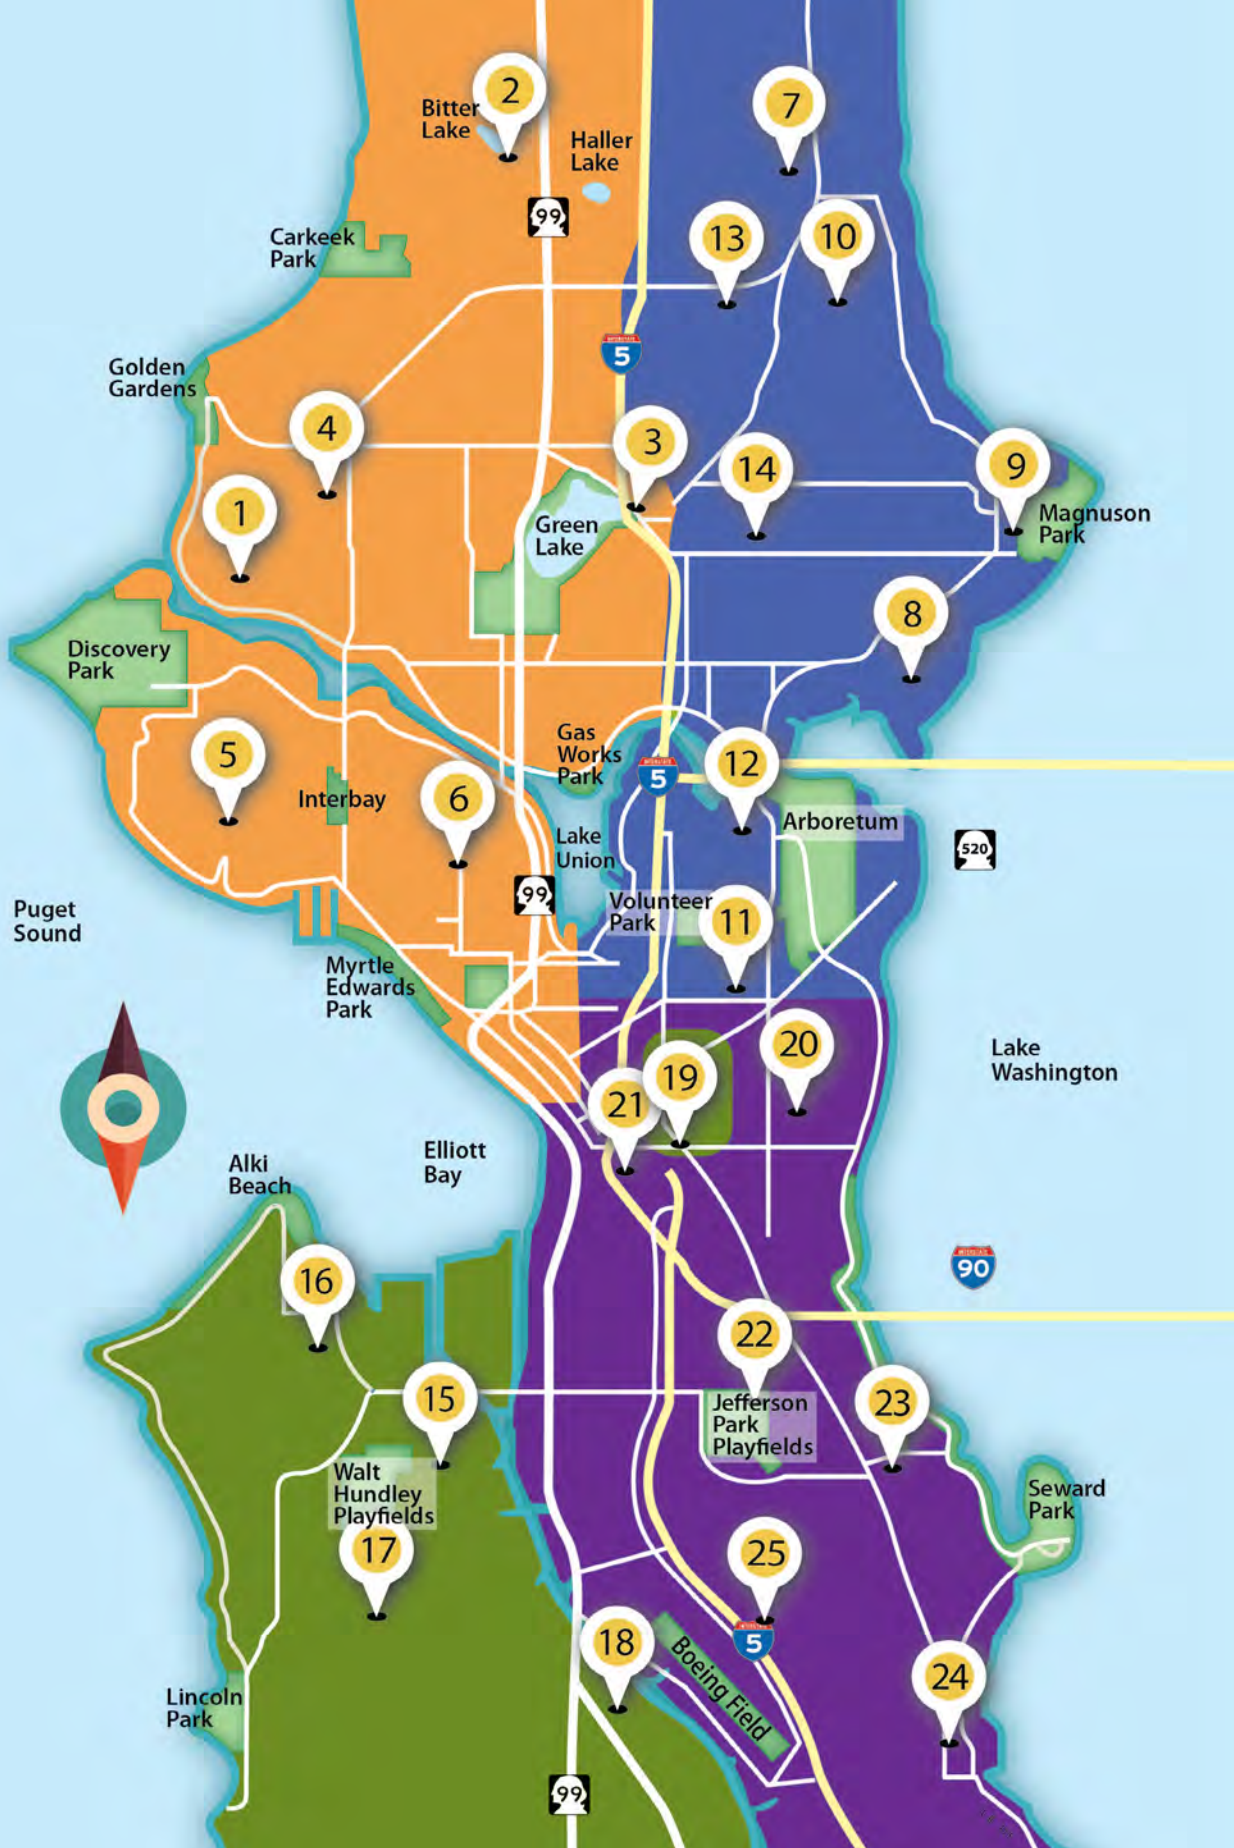 2
7
Bitter
Lake
Haller
Lake
99
13
10
Carkeek
Park
INTERSTATE
5
Golden
Gardens
4
3
14
9
1
Green
Lake
Magnuson
Park
8
Discovery
Park
5
Gas
Works
Park
INTERSTATE
5
12
Interbay
6
Arboretum
Lake
Union
520
99
Volunteer
Park
11
Puget
Sound
Myrtle
Edwards
Park
20
Lake
Washington
19
21
Elliott
Bay
Alki
Beach
16
INTERSTATE
90
22
15
Jefferson
Park
Playfields
23
Walt
Hundley
Playfields
Seward
Park
17
25
18
INTERSTATE
5
Boeing Field
24
Lincoln
Park
99